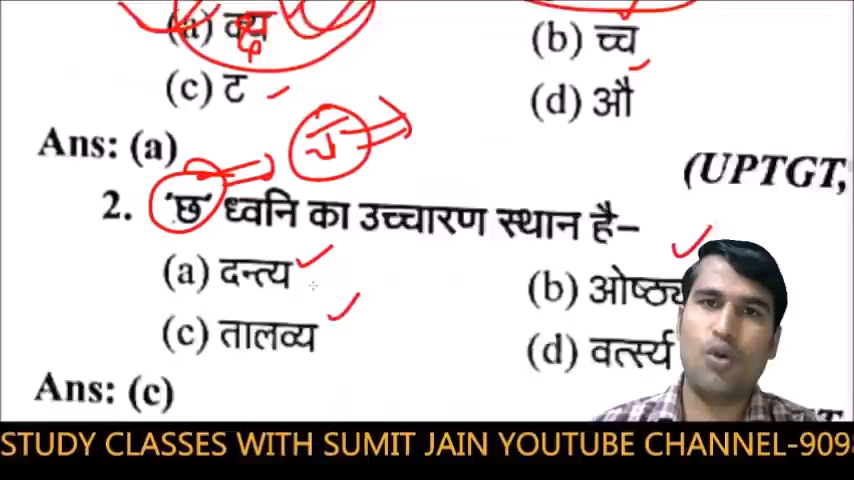 (a) क्य
(b) च्च
(c) ट
(d) औ
Ans: (a)
(UPTGT,
2. 'छ' ध्वनि का उच्चारण स्थान है–
(a) दन्त्य
(b) ओष्ठ्य
(c) तालव्य
(d) वर्त्स्य
Ans: (c)
STUDY CLASSES WITH SUMIT JAIN YOUTUBE CHANNEL-909